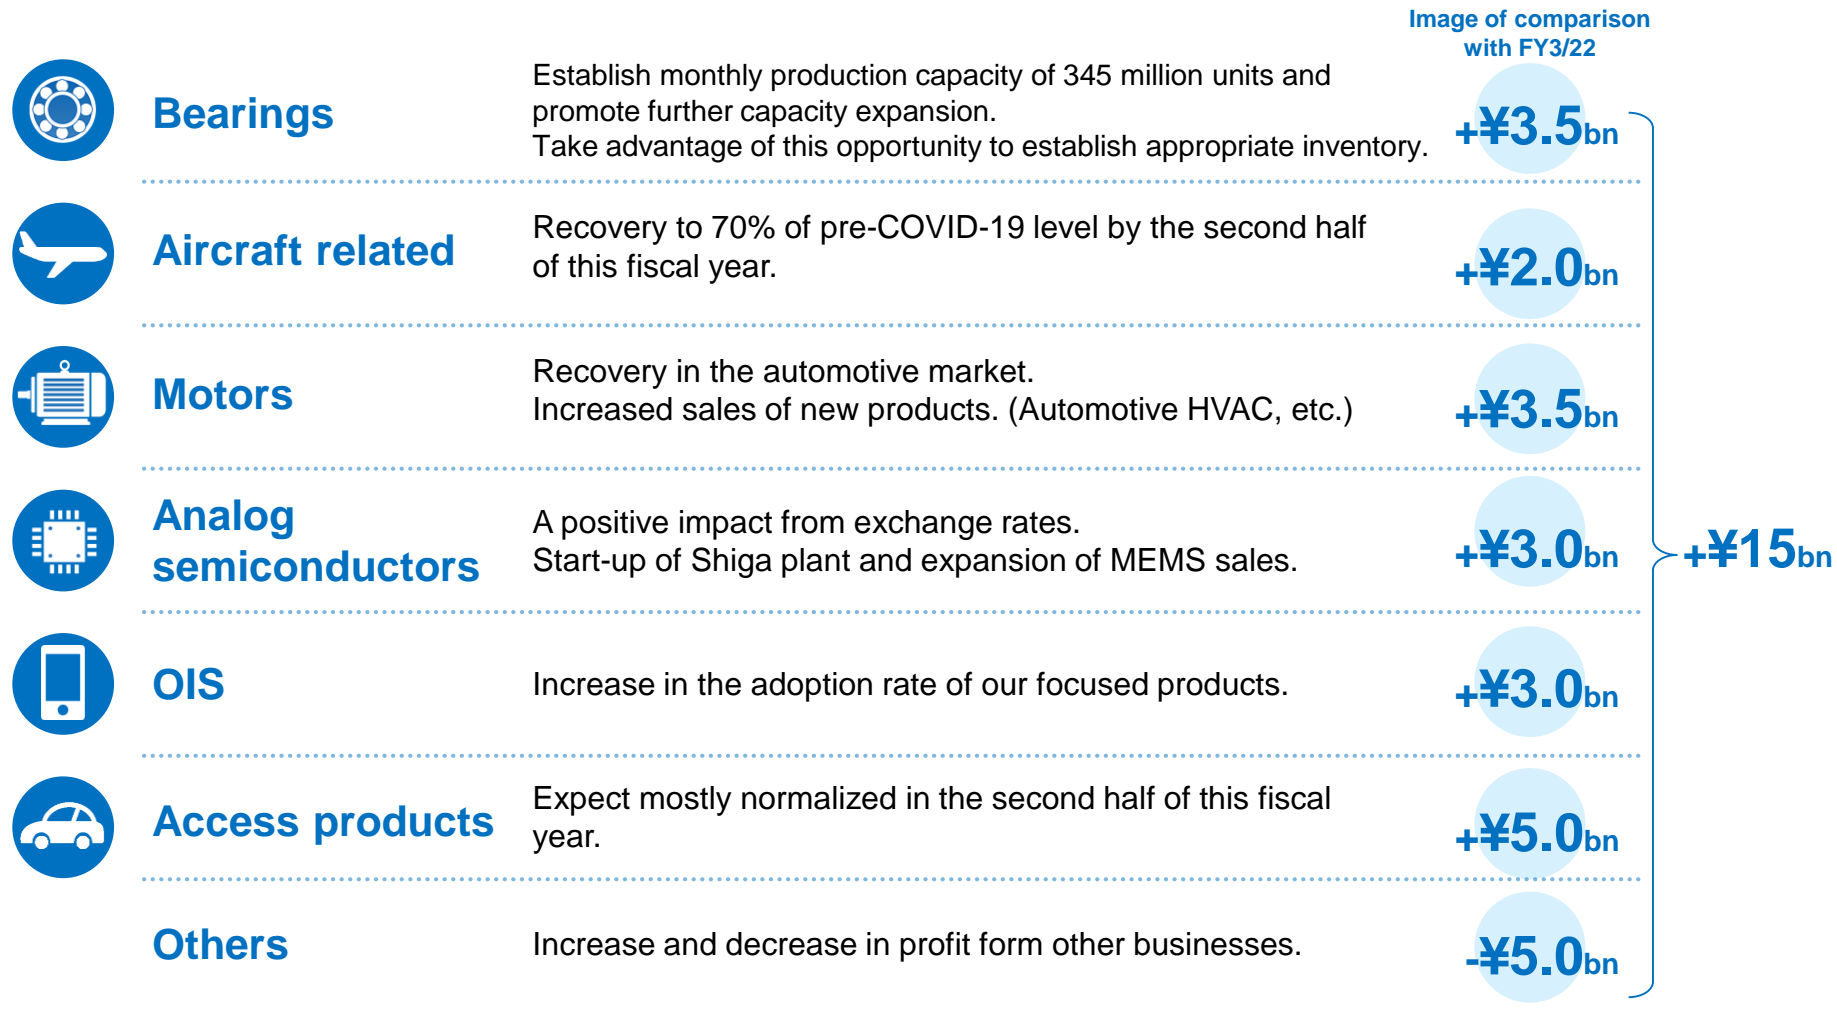 Image of comparison
with FY3/22
Bearings
Establish monthly production capacity of 345 million units and
promote further capacity expansion.
Take advantage of this opportunity to establish appropriate inventory.
+¥3.5bn
Aircraft related
Recovery to 70% of pre-COVID-19 level by the second half
of this fiscal year.
+¥2.0bn
Motors
Recovery in the automotive market.
Increased sales of new products. (Automotive HVAC, etc.)
+¥3.5bn
Analog
semiconductors
A positive impact from exchange rates.
Start-up of Shiga plant and expansion of MEMS sales.
+¥3.0bn
+¥15bn
OIS
Increase in the adoption rate of our focused products.
+¥3.0bn
Access products
Expect mostly normalized in the second half of this fiscal
year.
+¥5.0bn
Others
Increase and decrease in profit form other businesses.
-¥5.0bn